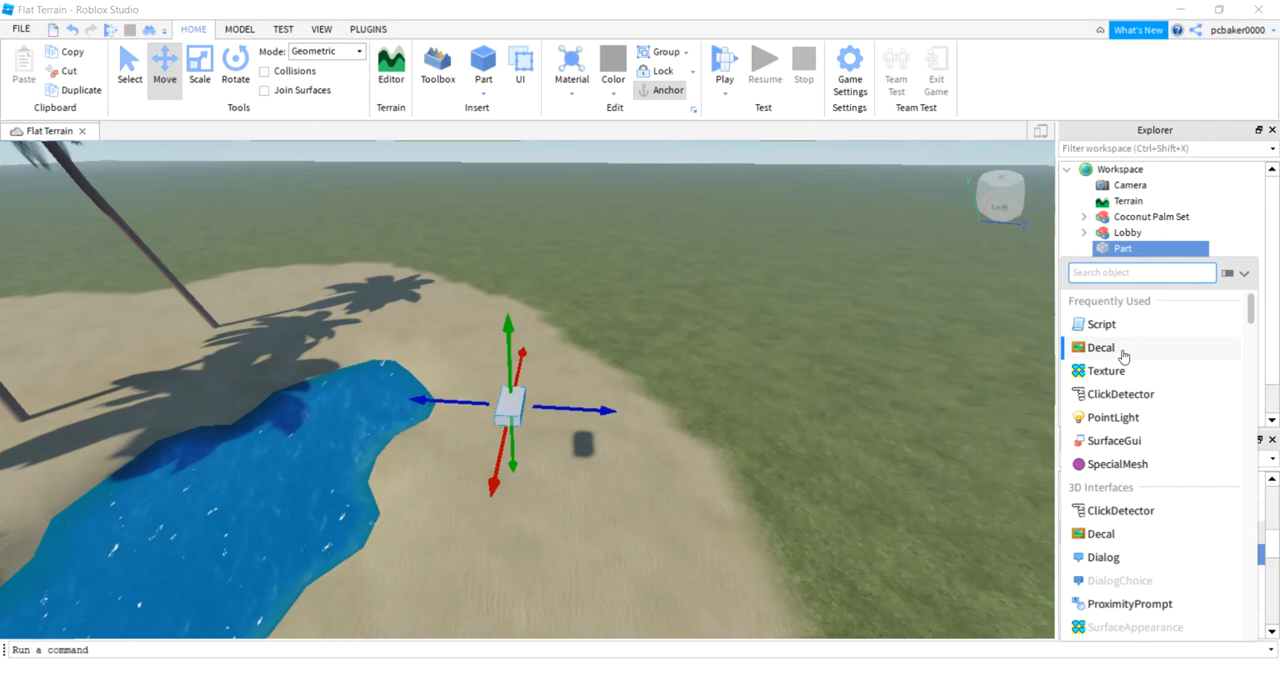 Flat Terrain - Roblox Studio
FILE HOME MODEL TEST VIEW PLUGINS What's New pcbaker0000
Paste Copy Cut Duplicate
Clipboard
Select Move Scale Rotate Mode: Geometric Collisions Join Surfaces
Tools
Editor
Terrain
Toolbox Part UI
Insert
Material Color Group Lock Anchor
Edit
Play Resume Stop
Test
Game Settings
Settings
Team Test Exit Game
Team Test
Flat Terrain
Left
Y
Explorer
Filter workspace (Ctrl+Shift+X)
Workspace
Camera
Terrain
Coconut Palm Set
Lobby
Part
Search object
Frequently Used
Script
Decal
Texture
ClickDetector
PointLight
SurfaceGui
SpecialMesh
3D Interfaces
ClickDetector
Decal
Dialog
DialogChoice
ProximityPrompt
SurfaceAppearance
Run a command